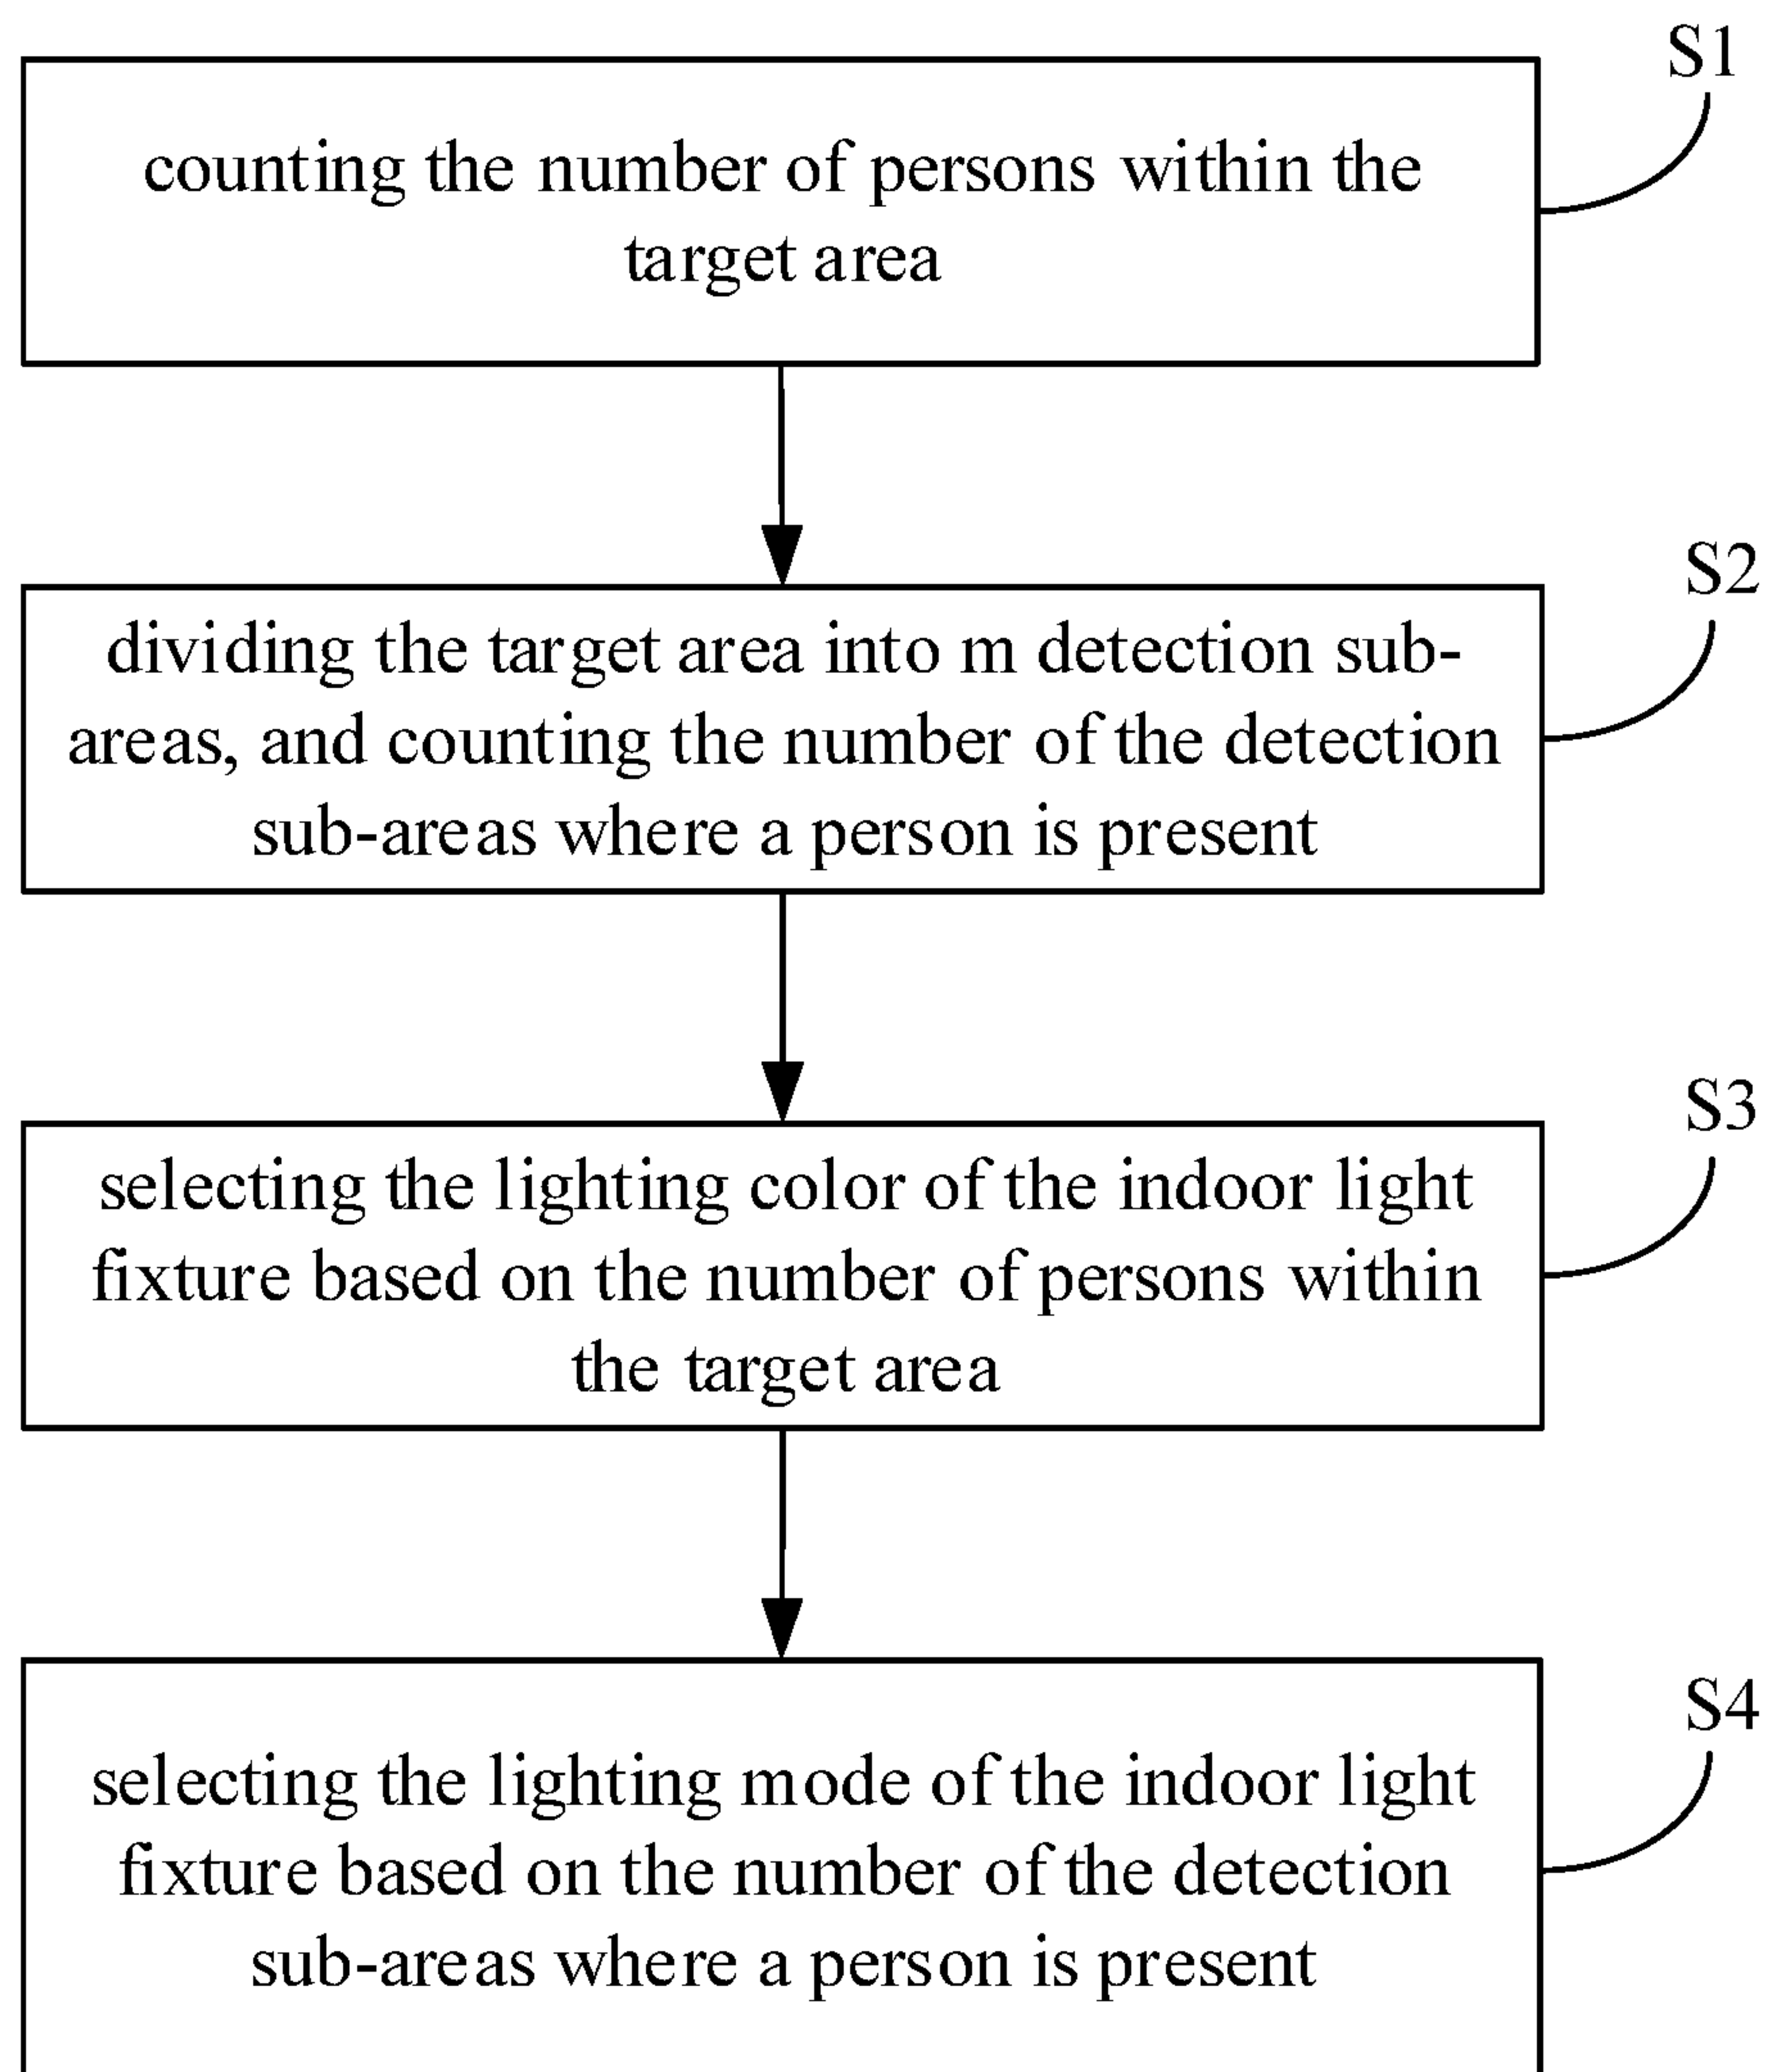 S1
counting the number of persons within the
target area
S2
dividing the target area into m detection sub-
areas, and counting the number of the detection
sub-areas where a person is present
S3
selecting the lighting color of the indoor light
fixture based on the number of persons within
the target area
S4
selecting the lighting mode of the indoor light
fixture based on the number of the detection
sub-areas where a person is present